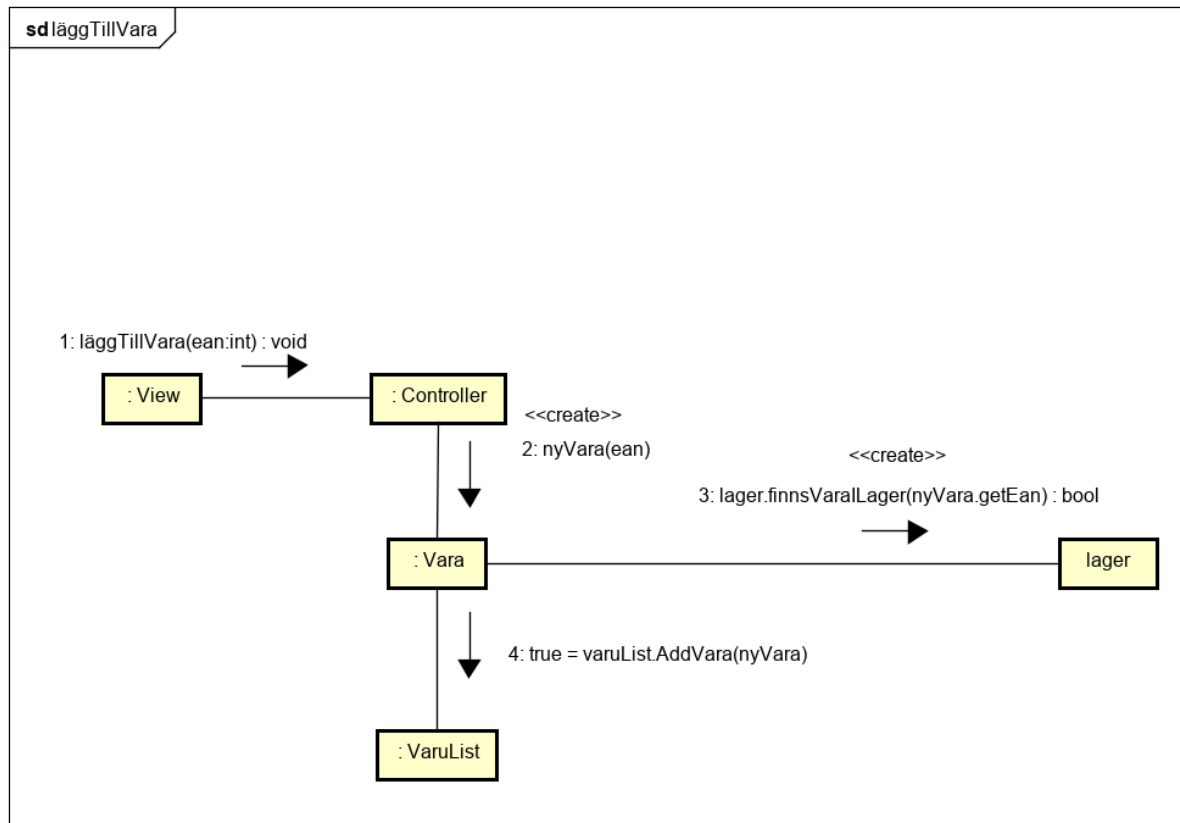 sd läggTillVara
1: läggTillVara(ean:int) : void
: View
: Controller
<<create>>
2: nyVara(ean)
<<create>>
3: lager.finnsVaraILager(nyVara.getEan) : bool
: Vara
lager
4: true = varuList.AddVara(nyVara)
: VaruList